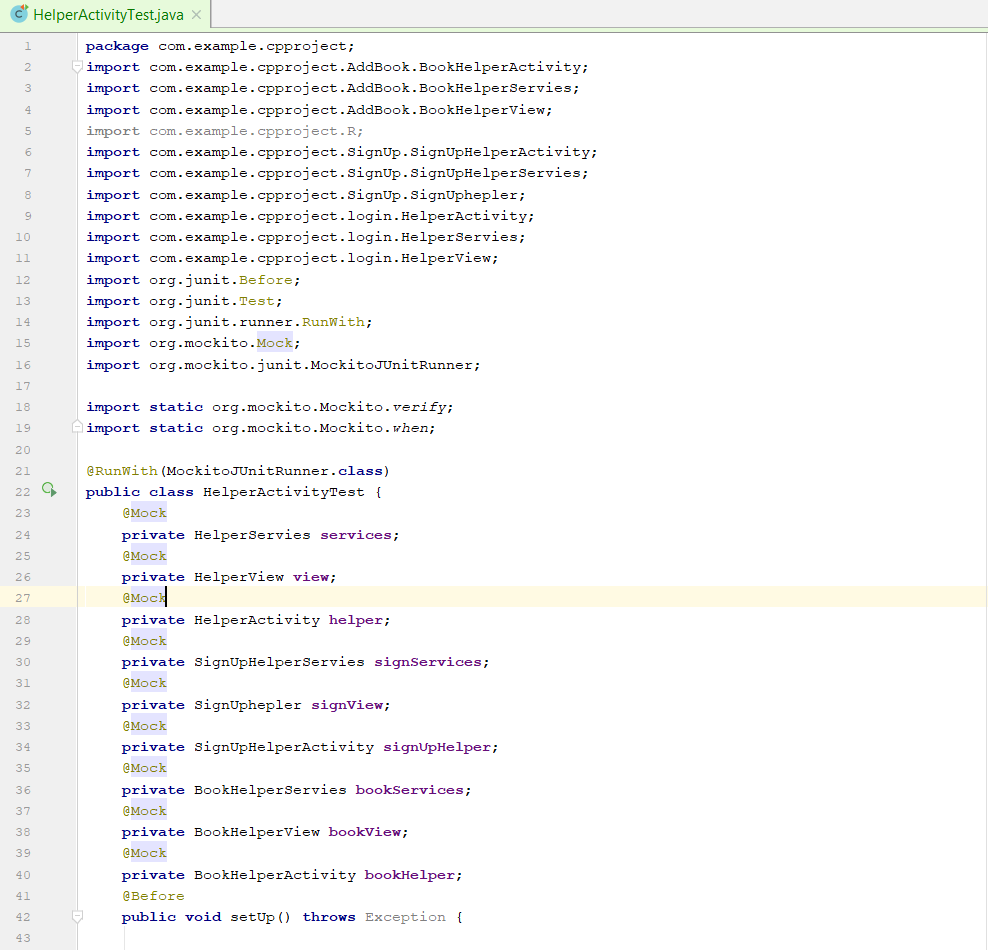 HelperActivityTest.java
1 package com.example.cpproject;
2 import com.example.cpproject.AddBook.BookHelperActivity;
3 import com.example.cpproject.AddBook.BookHelperServies;
4 import com.example.cpproject.AddBook.BookHelperView;
5 import com.example.cpproject.R;
6 import com.example.cpproject.SignUp.SignUpHelperActivity;
7 import com.example.cpproject.SignUp.SignUpHelperServies;
8 import com.example.cpproject.SignUp.SignUphepler;
9 import com.example.cpproject.login.HelperActivity;
10 import com.example.cpproject.login.HelperServies;
11 import com.example.cpproject.login.HelperView;
12 import org.junit.Before;
13 import org.junit.Test;
14 import org.junit.runner.RunWith;
15 import org.mockito.Mock;
16 import org.mockito.junit.MockitoJUnitRunner;
17
18 import static org.mockito.Mockito.verify;
19 import static org.mockito.Mockito.when;
20
21 @RunWith(MockitoJUnitRunner.class)
22 public class HelperActivityTest {
23 @Mock
24 private HelperServies services;
25 @Mock
26 private HelperView view;
27 @Mock
28 private HelperActivity helper;
29 @Mock
30 private SignUpHelperServies signServices;
31 @Mock
32 private SignUphepler signView;
33 @Mock
34 private SignUpHelperActivity signUpHelper;
35 @Mock
36 private BookHelperServies bookServices;
37 @Mock
38 private BookHelperView bookView;
39 @Mock
40 private BookHelperActivity bookHelper;
41 @Before
42 public void setUp() throws Exception {
43